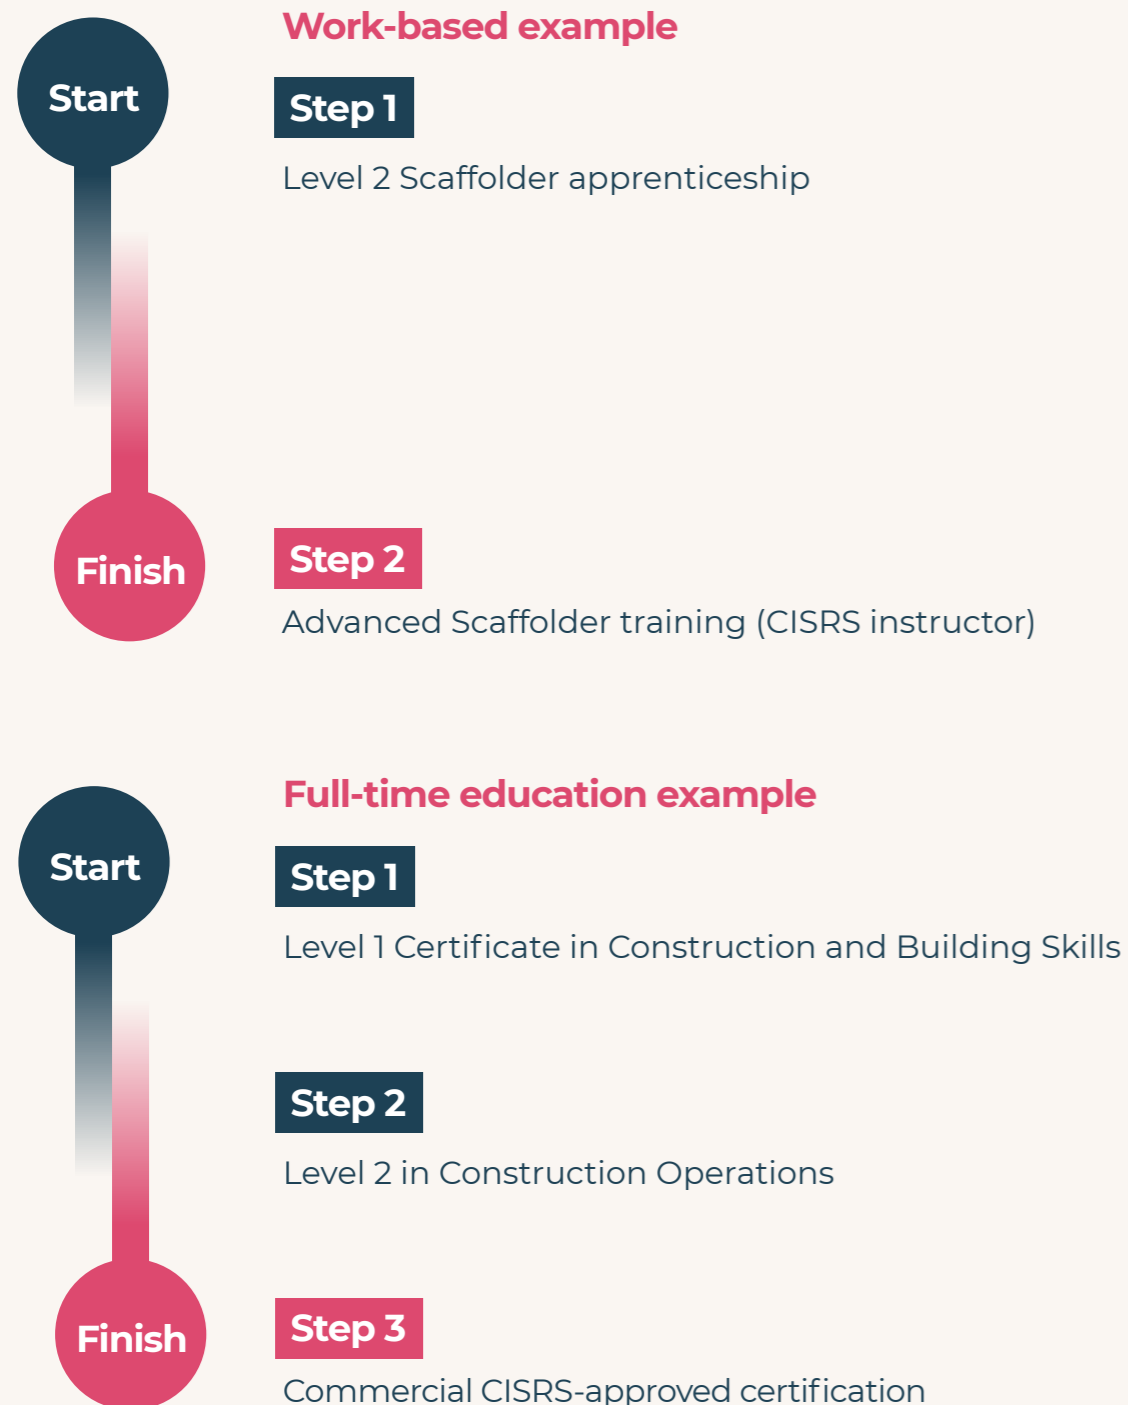 Work-based example
Start
Step 1
Level 2 Scaffolder apprenticeship
Finish
Step 2
Advanced Scaffolder training (CISRS instructor)
Full-time education example
Start
Step 1
Level 1 Certificate in Construction and Building Skills
Step 2
Level 2 in Construction Operations
Finish
Step 3
Commercial CISRS-approved certification